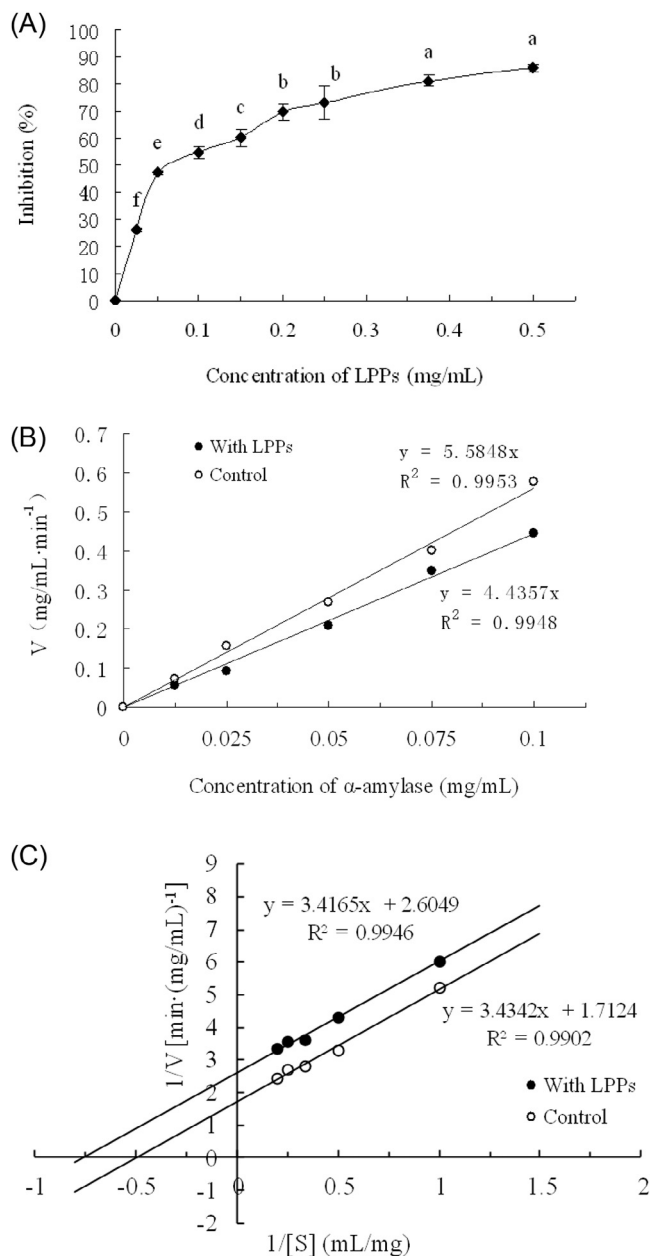 (A)
100
90
80
70
60
50
40
30
20
10
0
Inhibition (%)
f
e
d
c
b
b
a
a
0 0.1 0.2 0.3 0.4 0.5
Concentration of LPPs (mg/mL)
(B)
0.7
0.6
0.5
0.4
0.3
0.2
0.1
0
V (mg/mL·min⁻¹)
With LPPs
Control
y = 5.5848x
R² = 0.9953
y = 4.4357x
R² = 0.9948
0 0.025 0.05 0.075 0.1
Concentration of α-amylase (mg/mL)
(C)
1/V [min·(mg/mL)⁻¹]
9
8
7
6
5
4
3
2
1
0
-1
-2
y = 3.4165x + 2.6049
R² = 0.9946
y = 3.4342x + 1.7124
R² = 0.9902
With LPPs
Control
-1 -0.5 0 0.5 1 1.5 2
1/[S] (mL/mg)